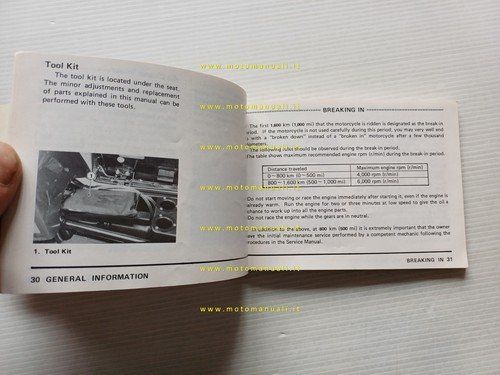 www.motomanuali.it
Tool Kit
The tool kit is located under the seat.
The minor adjustments and replacement
of parts explained in this manual can be
performed with these tools.
1. Tool Kit
30 GENERAL INFORMATION
www.motomanuali.it
BREAKING IN
The first 1,600 km (1,000 mi) that the motorcycle is ridden is designated as the break-in
period. If the motorcycle is not used carefully during this period, you may very well end
up with a "broken down" instead of a "broken in" motorcycle after a few thousand
The following rules should be observed during the break-in period.
The table shows maximum recommended engine rpm (r/min) during the break-in period.
Distance traveled Maximum engine rpm (r/min)
0~800 km (0~500 mi) 4,000 rpm (r/min)
800~1,600 km (500~1,000 mi) 6,000 rpm (r/min)
Do not start moving or race the engine immediately after starting it, even if the engine is
already warm. Run the engine for two or three minutes at low speed to give the oil a
chance to work up into all the engine parts.
Do not race the engine while the gears are in neutral.
In addition to the above, at 800 km (500 mi) it is extremely important that the owner
have the initial maintenance service performed by a competent mechanic following the
procedures in the Service Manual.
BREAKING IN 31
www.motomanuali.it
www.motomanuali.it
www.motomanuali.it
www.motomanuali.it